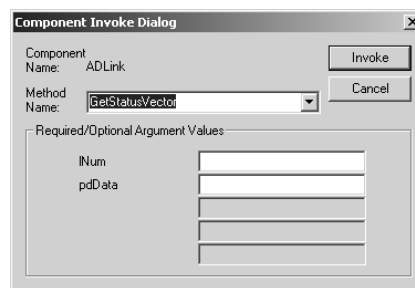 Component Invoke Dialog
Component
Name: ADLink
Invoke
Method
Name: GetStatusVector
Cancel
Required/Optional Argument Values
lNum
pdData